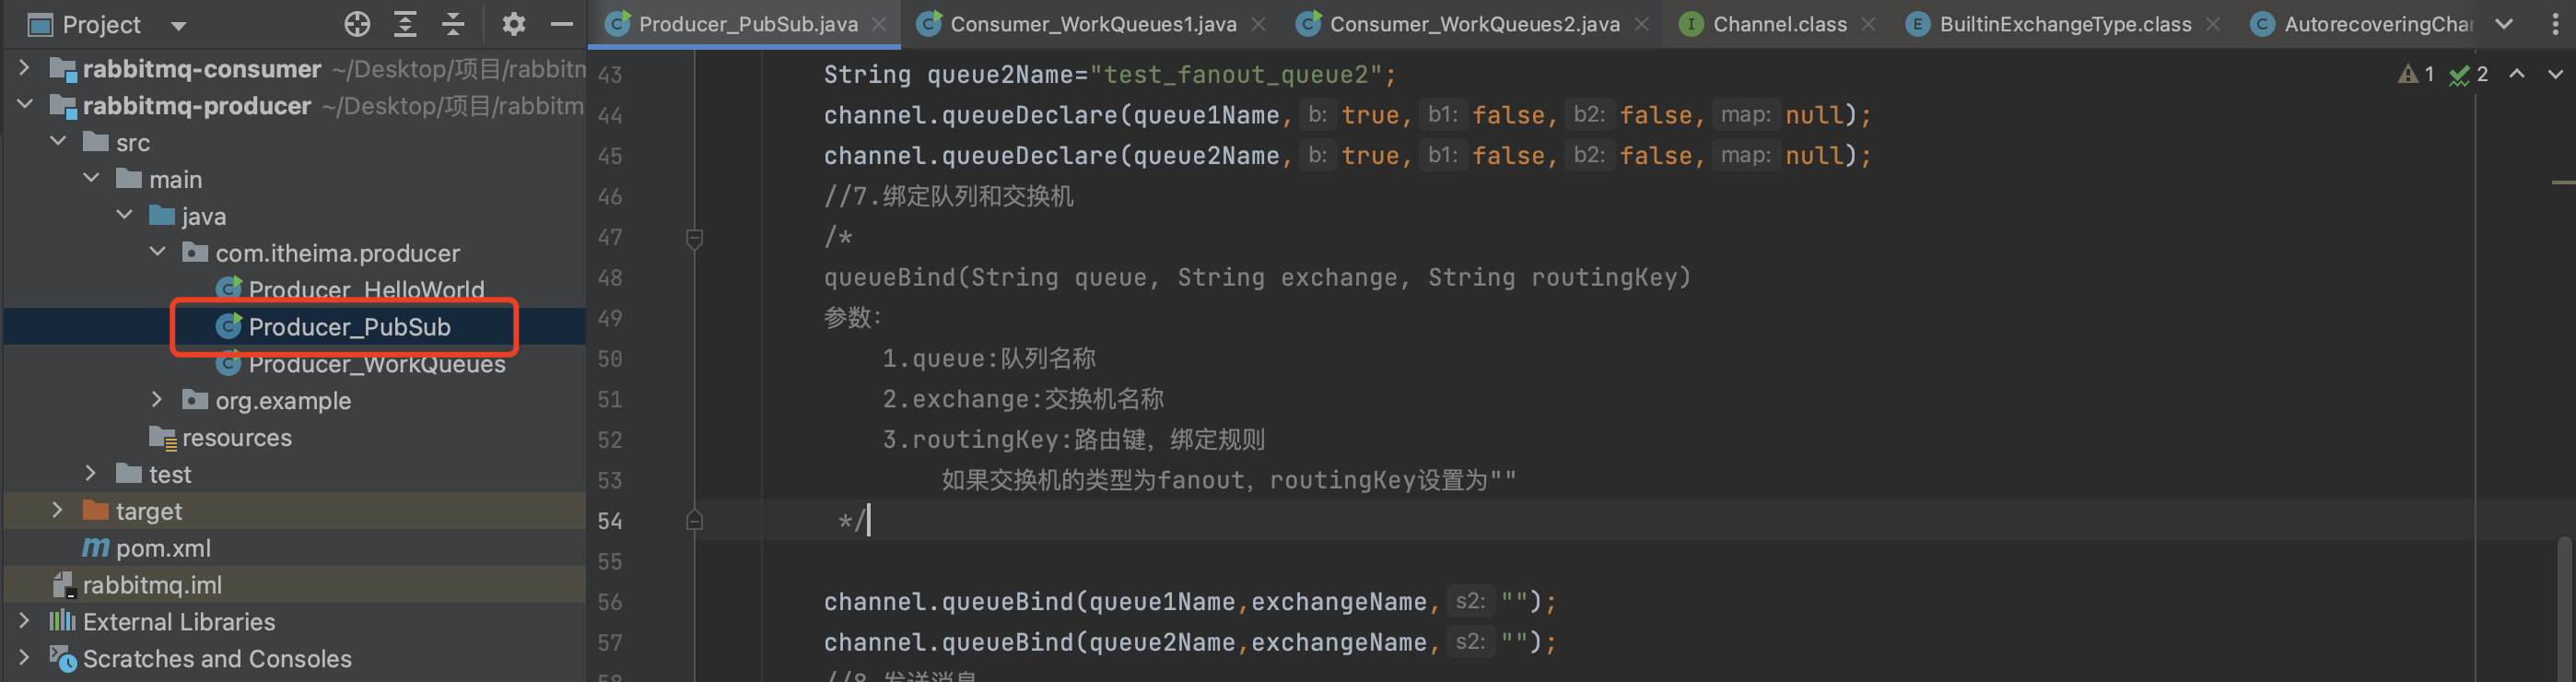 Project
Producer_PubSub.java
Consumer_WorkQueues1.java
Consumer_WorkQueues2.java
Channel.class
BuiltinExchangeType.class
AutorecoveringChar
rabbitmq-consumer ~/Desktop/项目/rabbitm
rabbitmq-producer ~/Desktop/项目/rabbitm
src
main
java
com.itheima.producer
Producer_HelloWorld
Producer_PubSub
Producer_WorkQueues
org.example
resources
test
target
pom.xml
rabbitmq.iml
External Libraries
Scratches and Consoles
1 2
43 String queue2Name="test_fanout_queue2";
44 channel.queueDeclare(queue1Name, b: true, b1: false, b2: false, map: null);
45 channel.queueDeclare(queue2Name, b: true, b1: false, b2: false, map: null);
46 //7.绑定队列和交换机
47 /*
48 queueBind(String queue, String exchange, String routingKey)
49 参数:
50 1.queue:队列名称
51 2.exchange:交换机名称
52 3.routingKey:路由键，绑定规则
53 如果交换机的类型为fanout，routingKey设置为""
54 */
55
56 channel.queueBind(queue1Name,exchangeName, s2: "");
57 channel.queueBind(queue2Name,exchangeName, s2: "");
58 //8.发送消息